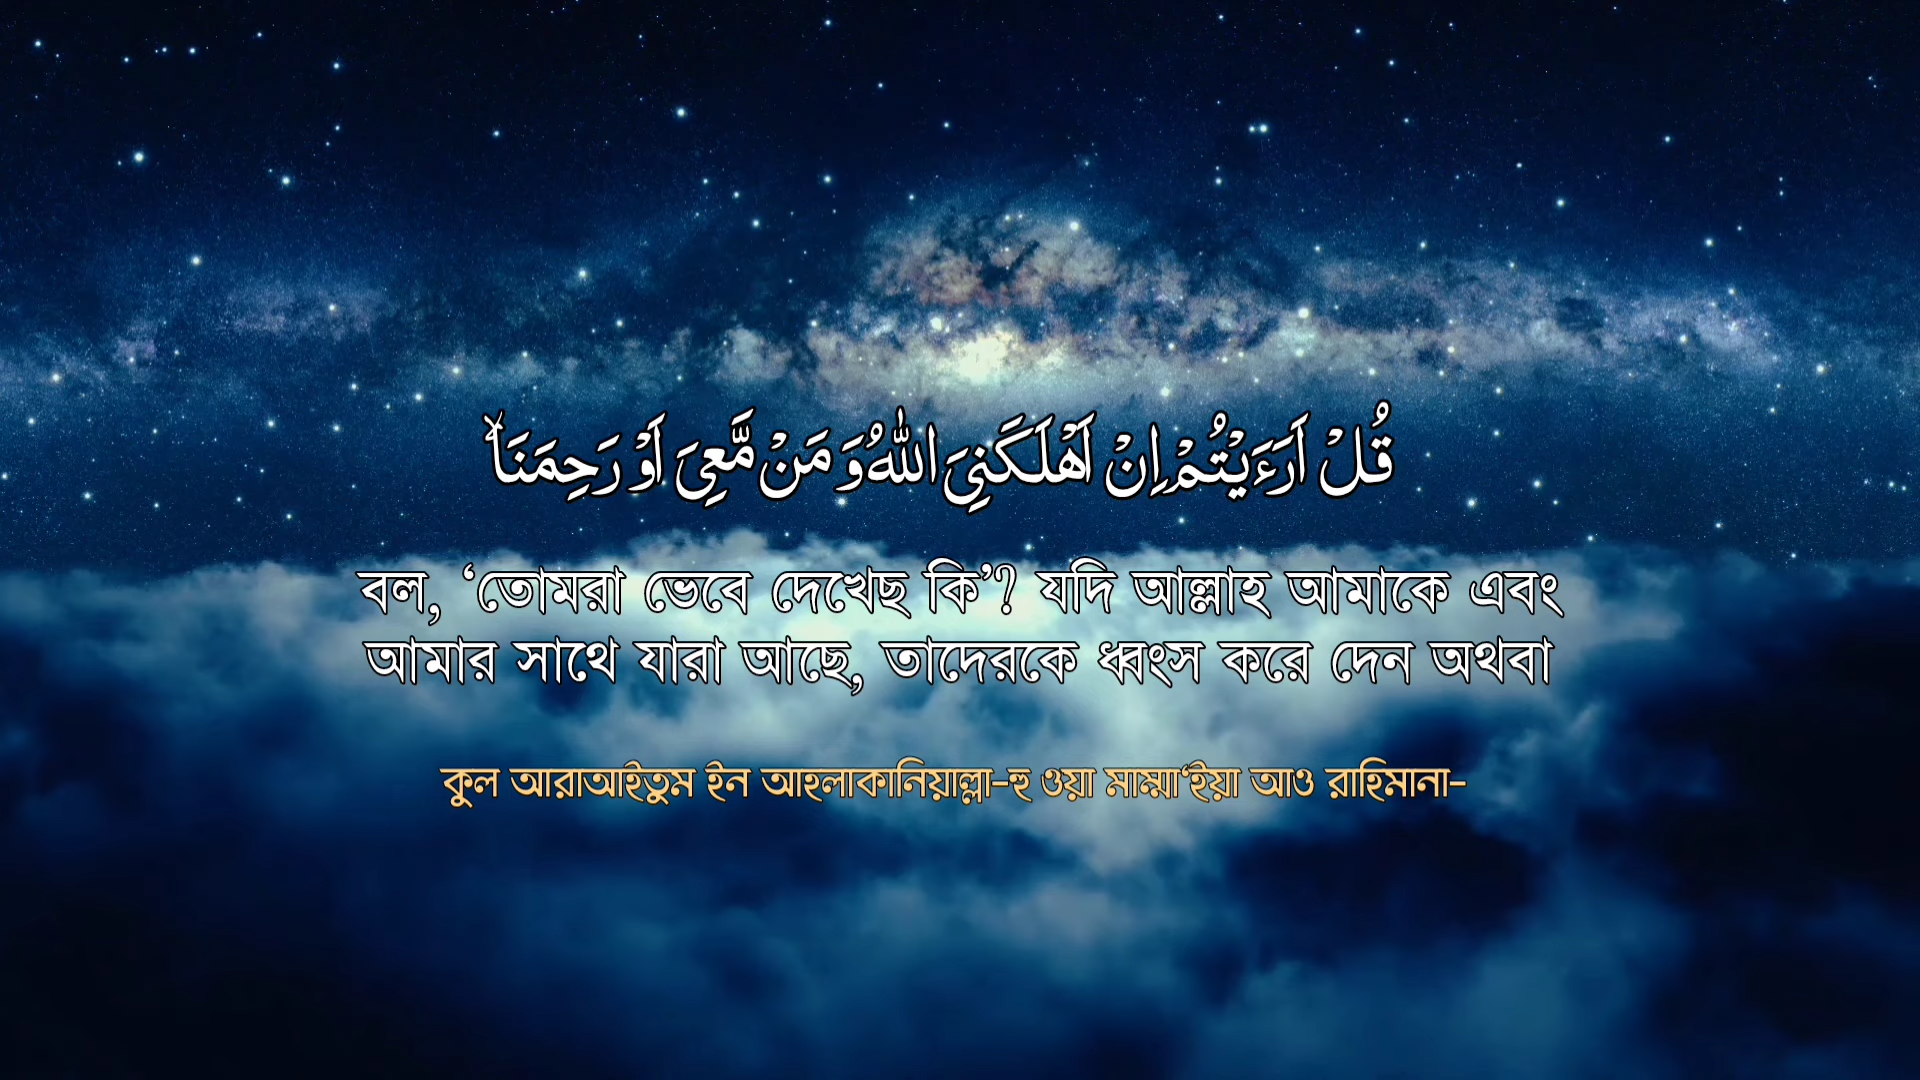 قُلْ اَرَءَيْتُمْ اِنْ اَهْلَكَنِيَ اللّٰهُ وَ مَنْ مَّعِيَ اَوْ رَحِمَنَا ۙ
বল, ‘তোমরা ভেবে দেখেছ কি’? যদি আল্লাহ আমাকে এবং
আমার সাথে যারা আছে, তাদেরকে ধ্বংস করে দেন অথবা
কুল আরাআইতুম ইন আহলাকানিয়াল্লা-হু ওয়া মাম্মা‘ইয়া আও রাহিমানা-